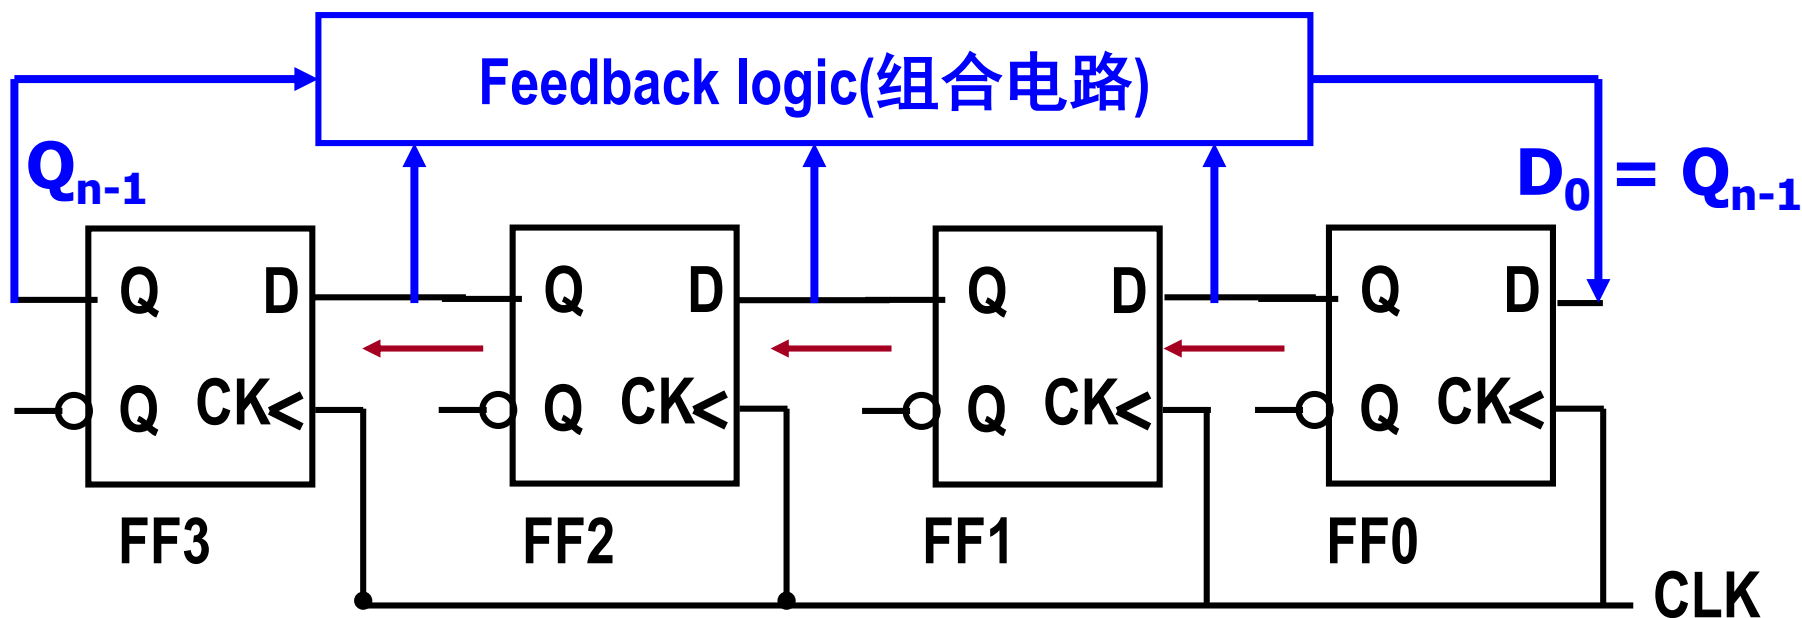 Feedback logic(组合电路)
Qn-1
D0 = Qn-1
Q D
Q D
Q D
Q D
Q CK
Q CK
Q CK
Q CK
FF3
FF2
FF1
FF0
CLK